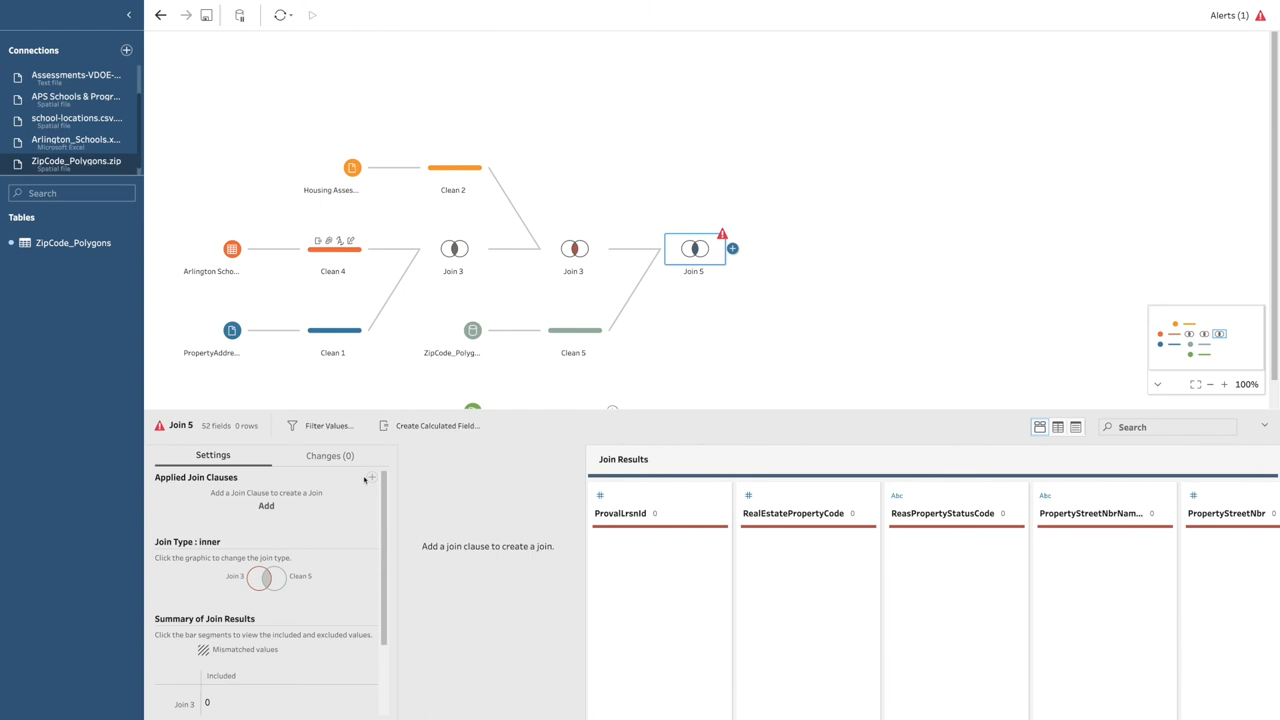 Alerts (1)
Connections
Assessments-VDOE-...
Text file
APS Schools & Progr...
Spatial file
school-locations.csv....
Spatial file
Arlington_Schools.x...
Microsoft Excel
ZipCode_Polygons.zip
Spatial file
Search
Tables
ZipCode_Polygons
Housing Asses...
Clean 2
Arlington Scho...
Clean 4
Join 3
Join 3
Join 5
PropertyAddre...
Clean 1
ZipCode_Polyg...
Clean 5
100%
Join 5
52 fields 0 rows
Filter Values...
Create Calculated Field...
Search
Settings
Changes (0)
Applied Join Clauses
Add a Join Clause to create a Join
Add
Join Type : inner
Click the graphic to change the join type.
Join 3
Clean 5
Summary of Join Results
Click the bar segments to view the included and excluded values.
Mismatched values
Included
Join 3
0
Add a join clause to create a join.
Join Results
#
ProvalLrsnId 0
#
RealEstatePropertyCode 0
Abc
ReasPropertyStatusCode 0
Abc
PropertyStreetNbrNam... 0
#
PropertyStreetNbr 0